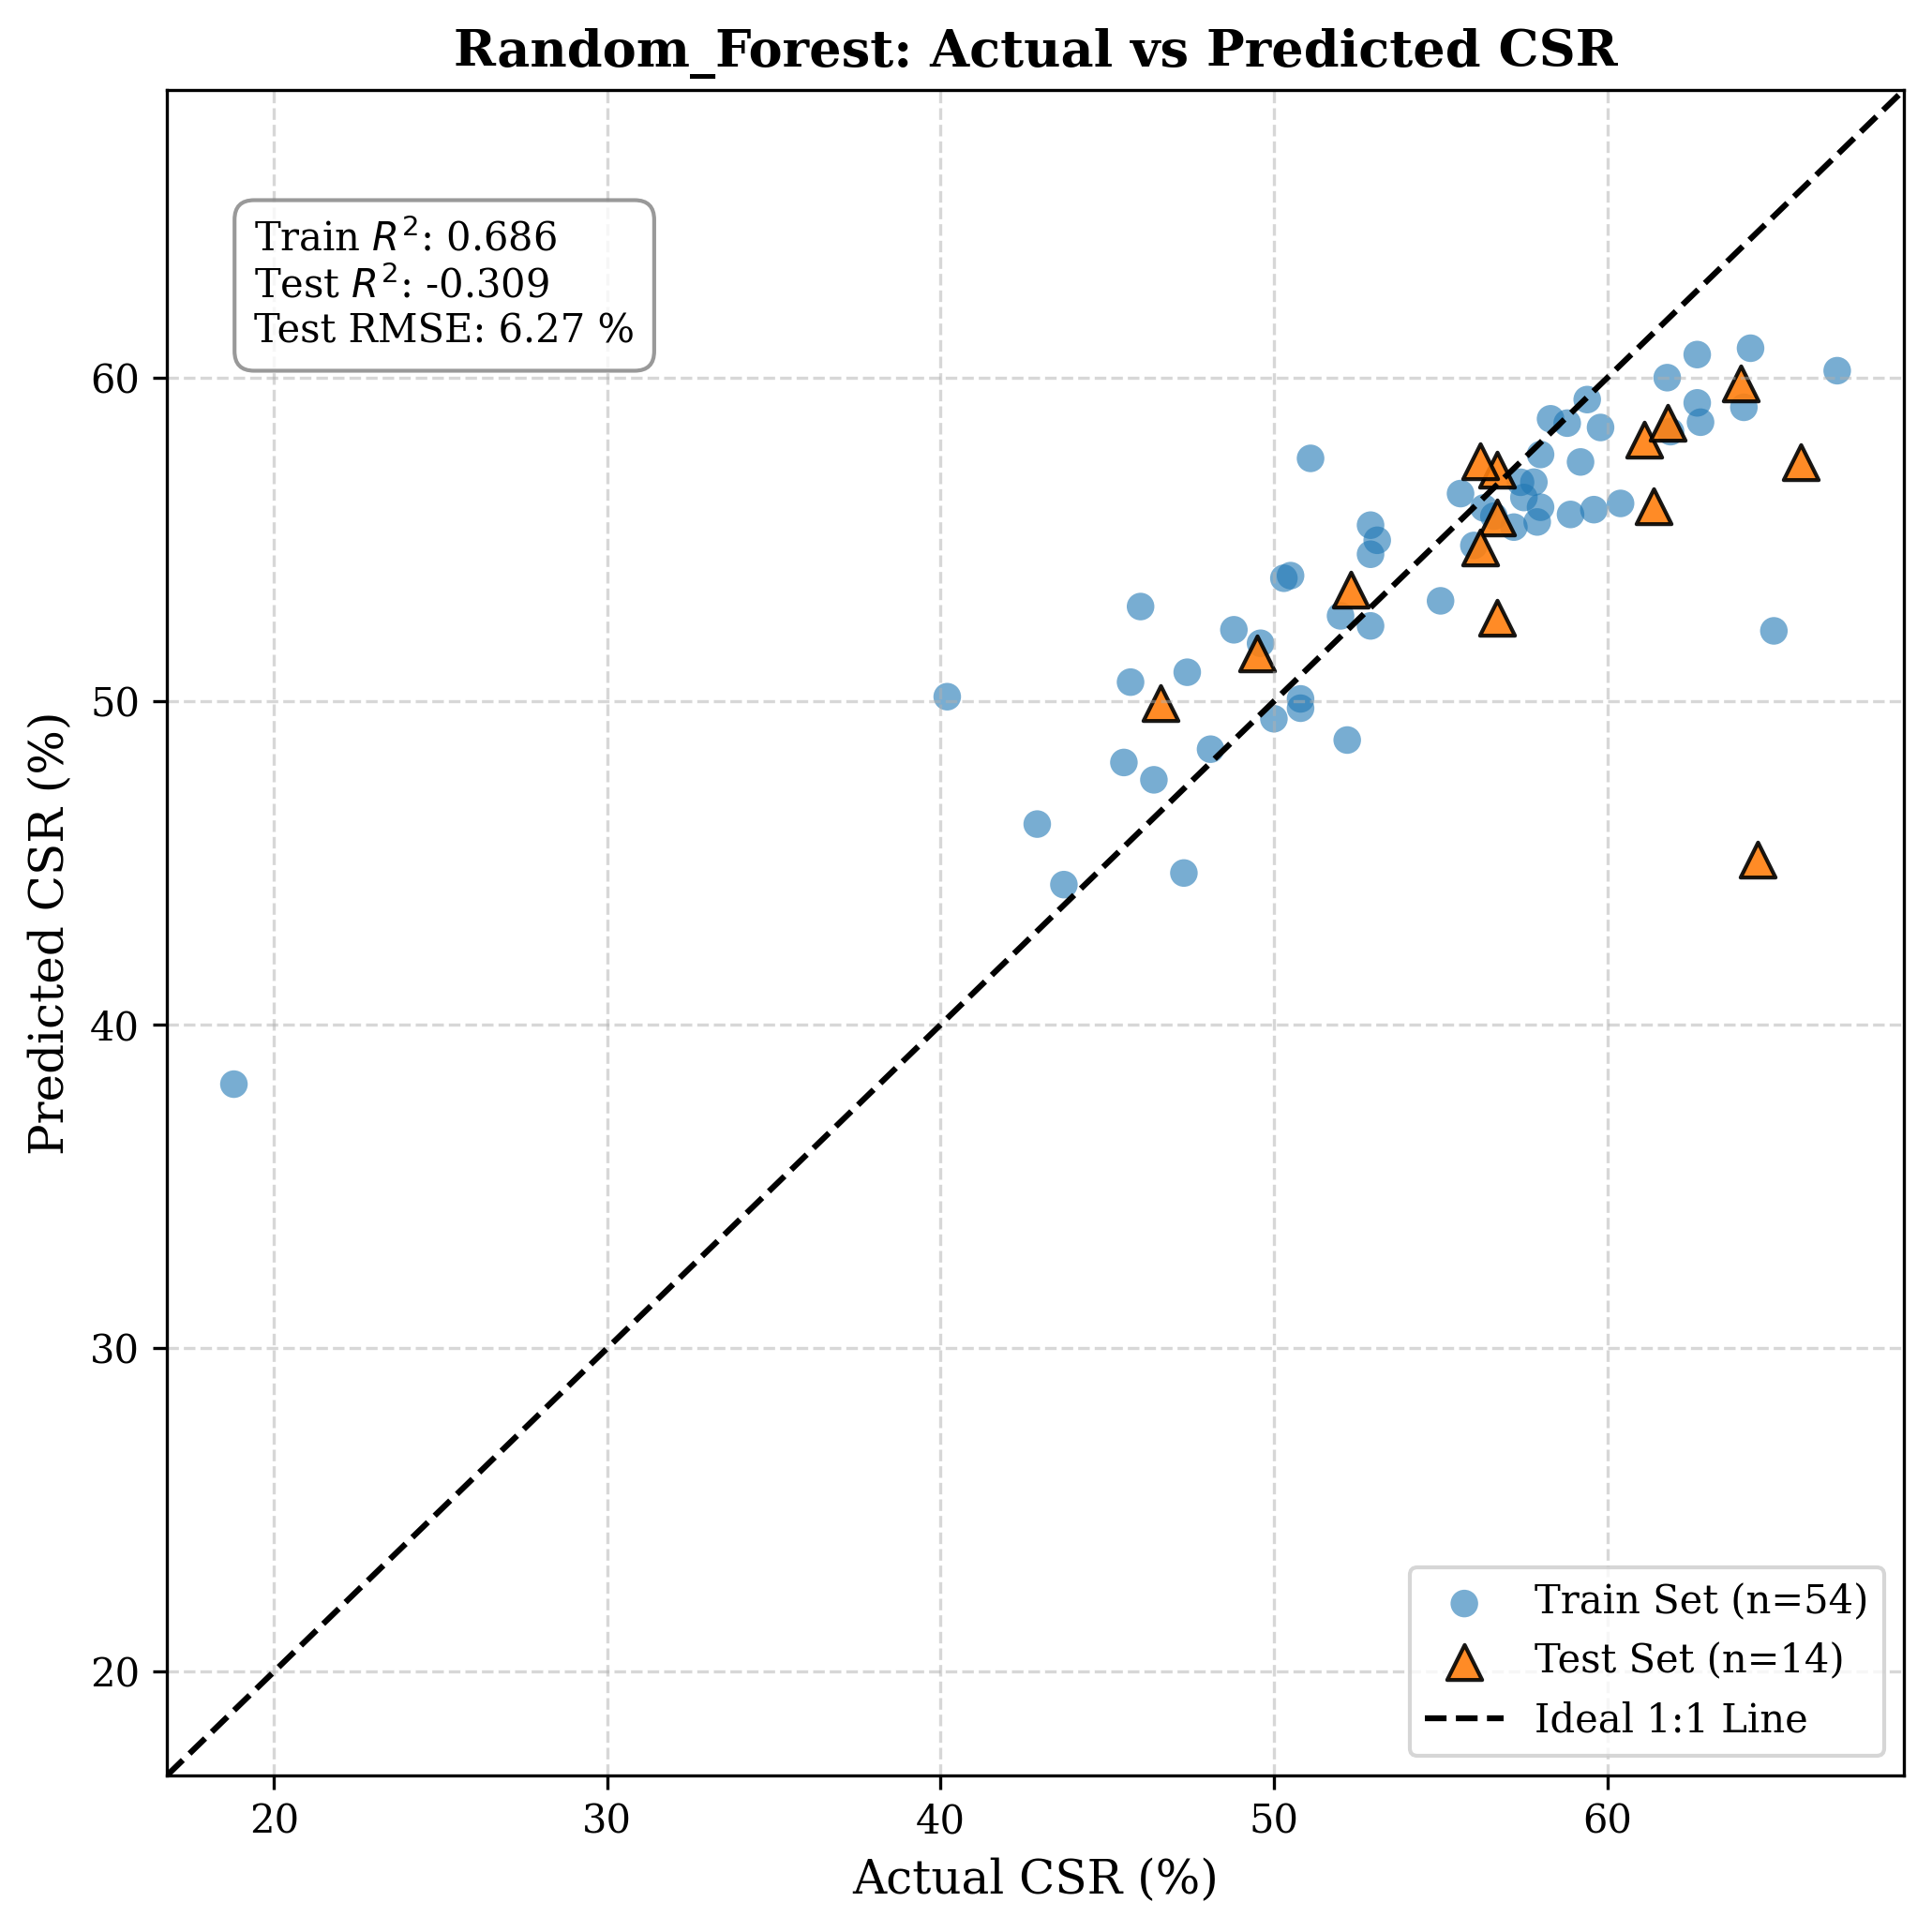 Random_Forest: Actual vs Predicted CSR
Train R²: 0.686
Test R²: -0.309
Test RMSE: 6.27 %
Predicted CSR (%)
60
50
40
30
20
20 30 40 50 60
Actual CSR (%)
Train Set (n=54)
Test Set (n=14)
Ideal 1:1 Line